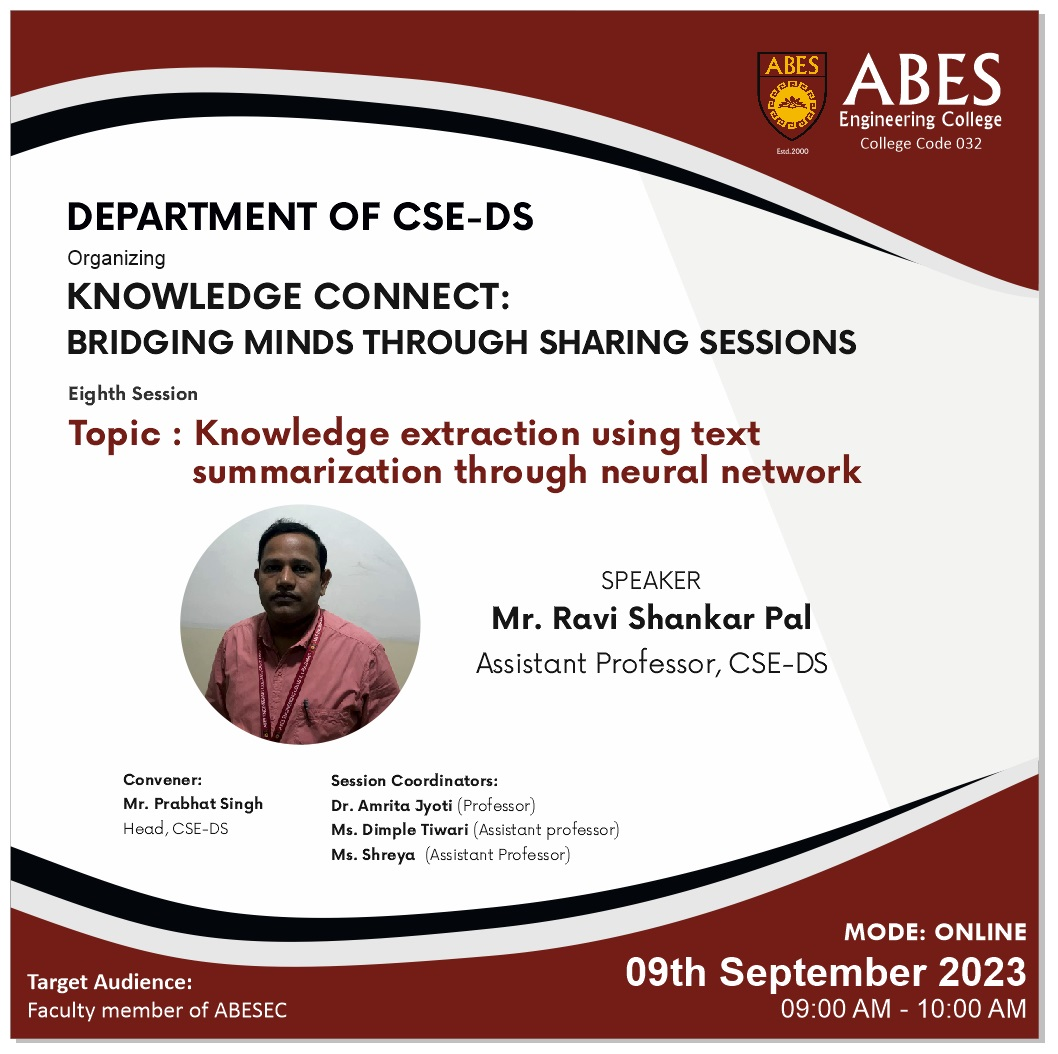 ABES
Estd.2000
ABES
Engineering College
College Code 032
DEPARTMENT OF CSE-DS
Organizing
KNOWLEDGE CONNECT:
BRIDGING MINDS THROUGH SHARING SESSIONS
Eighth Session
Topic : Knowledge extraction using text
summarization through neural network
SPEAKER
Mr. Ravi Shankar Pal
Assistant Professor, CSE-DS
Convener:
Mr. Prabhat Singh
Head, CSE-DS
Session Coordinators:
Dr. Amrita Jyoti (Professor)
Ms. Dimple Tiwari (Assistant professor)
Ms. Shreya (Assistant Professor)
Target Audience:
Faculty member of ABESEC
MODE: ONLINE
09th September 2023
09:00 AM - 10:00 AM